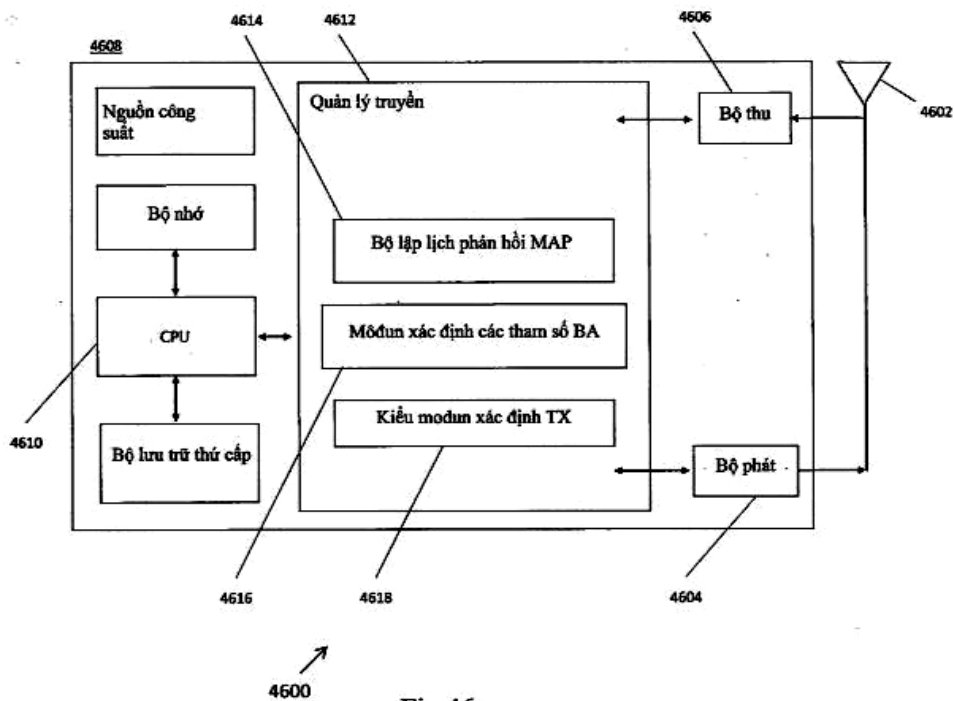 4614
4612
4606
4608
4602
Nguồn công
suất
Quản lý truyền
Bộ thu
Bộ nhớ
Bộ lập lịch phản hồi MAP
CPU
Môđun xác định các tham số BA
4610
Kiểu modun xác định TX
Bộ lưu trữ thứ cấp
Bộ phát
4616
4618
4604
4600